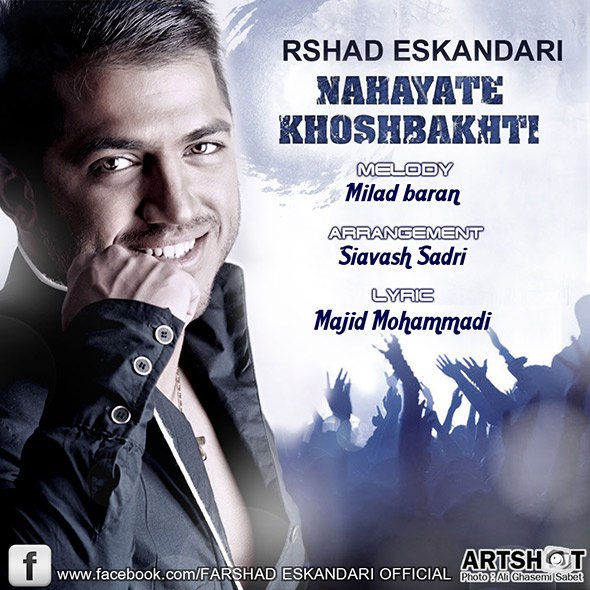 RSHAD ESKANDARI
NAHAYATE
KHOSHBAKHTI
MELODY
Milad baran
ARRANGEMENT
Siavash Sadri
LYRIC
Majid Mohammadi
f www.facebook.com/FARSHAD ESKANDARI OFFICIAL
ARTSHOT
Photo : Ali Ghasemi Sabet